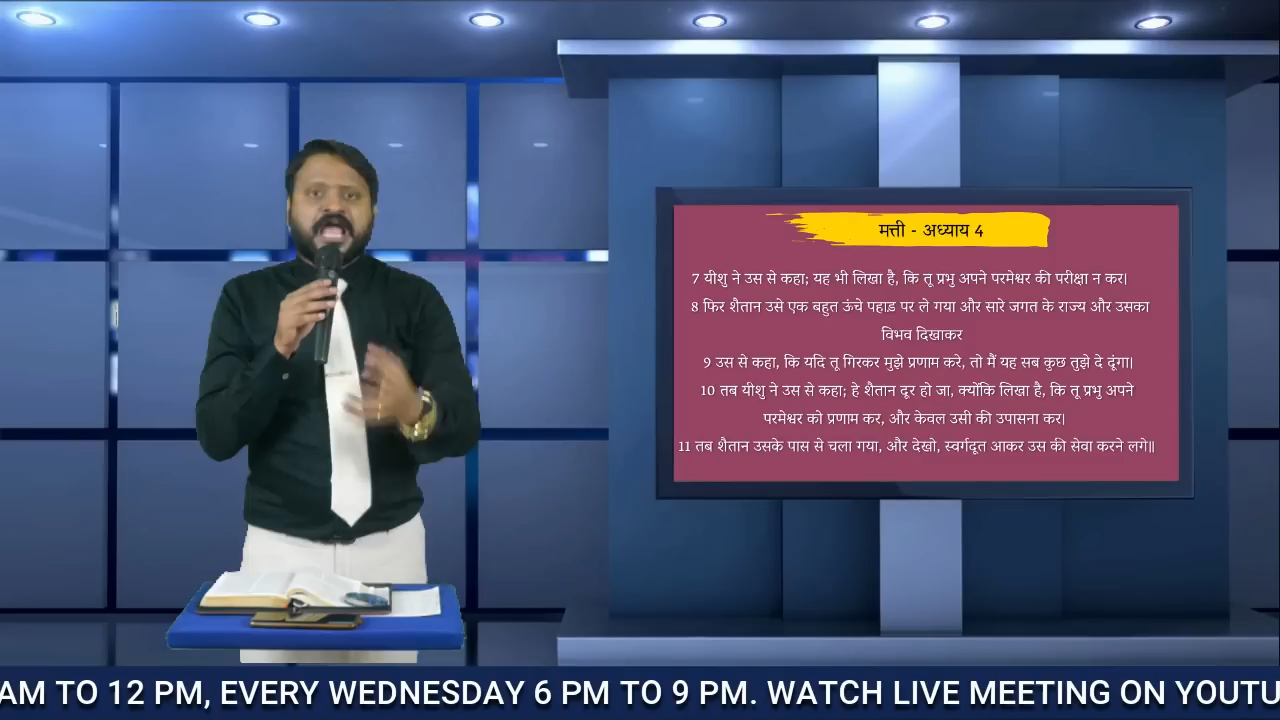 मत्ती - अध्याय 4
7 यीशु ने उस से कहा; यह भी लिखा है, कि तू प्रभु अपने परमेश्वर की परीक्षा न कर।
8 फिर शैतान उसे एक बहुत ऊंचे पहाड़ पर ले गया और सारे जगत के राज्य और उसका
विभव दिखाकर
9 उस से कहा, कि यदि तू गिरकर मुझे प्रणाम करे, तो मैं यह सब कुछ तुझे दे दूंगा।
10 तब यीशु ने उस से कहा; हे शैतान दूर हो जा, क्योंकि लिखा है, कि तू प्रभु अपने
परमेश्वर को प्रणाम कर, और केवल उसी की उपासना कर।
11 तब शैतान उसके पास से चला गया, और देखो, स्वर्गदूत आकर उस की सेवा करने लगे॥
AM TO 12 PM, EVERY WEDNESDAY 6 PM TO 9 PM. WATCH LIVE MEETING ON YOUTU